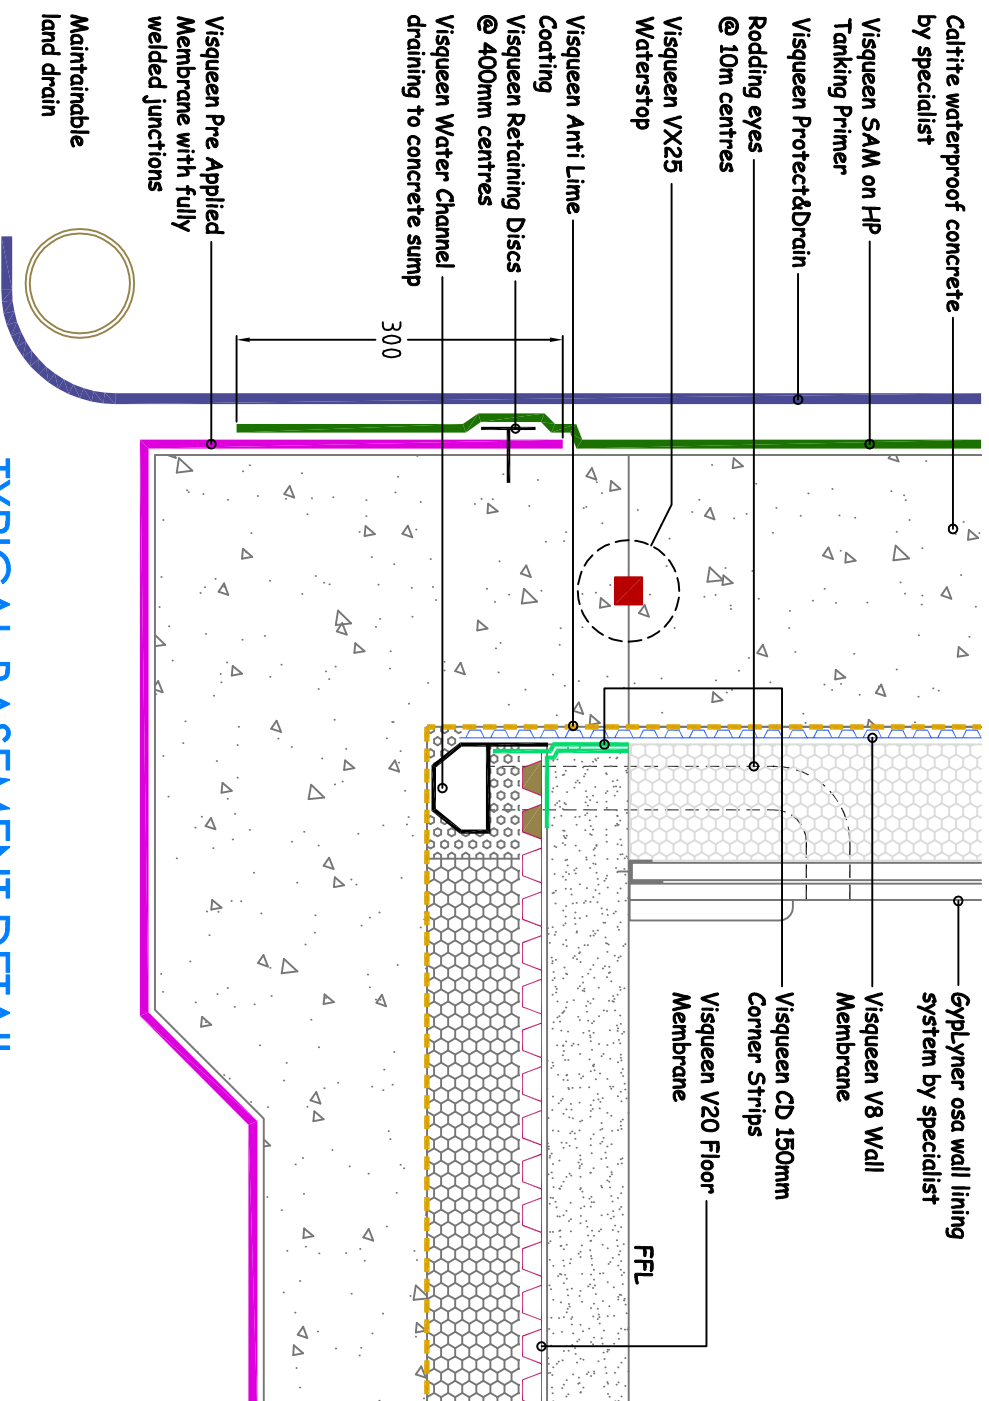 Caltite waterproof concrete
by specialist
Visqueen SAM on HP
Tanking Primer
Visqueen Protect&Drain
Rodding eyes
@ 10m centres
Visqueen VX25
Waterstop
Visqueen Anti Lime
Coating
Visqueen Retaining Discs
@ 400mm centres
Visqueen Water Channel
draining to concrete sump
300
Visqueen Pre Applied
Membrane with fully
welded junctions
Maintainable
land drain
GypLyner osa wall lining
system by specialist
Visqueen V8 Wall
Membrane
Visqueen CD 150mm
Corner Strips
Visqueen V20 Floor
Membrane
FFL
TYPICAL BASEMENT DETAIL